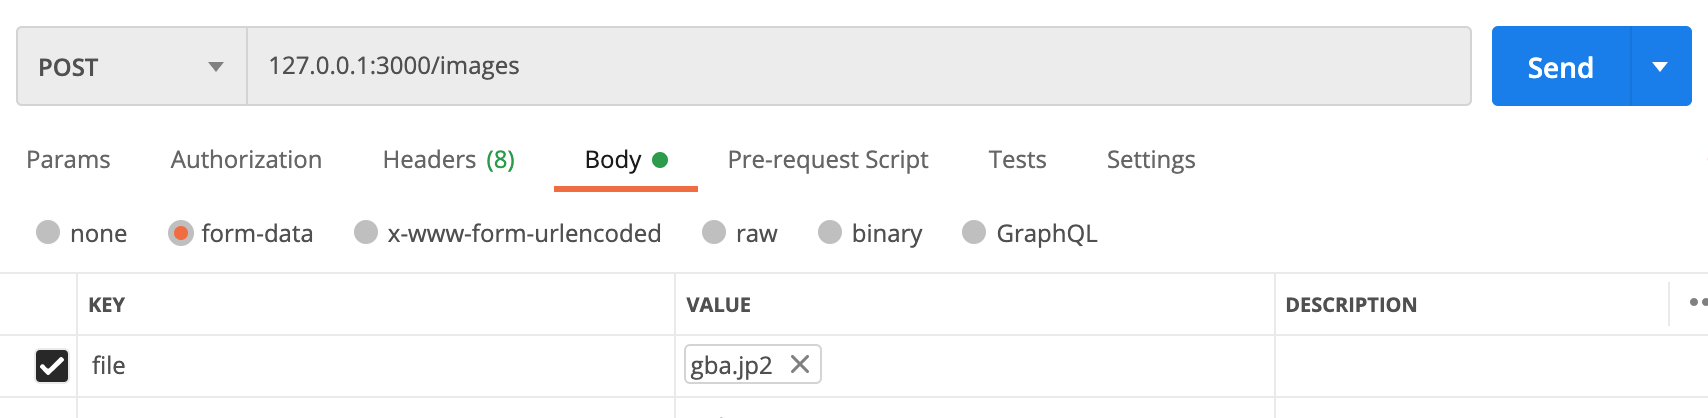 POST 127.0.0.1:3000/images Send
Params Authorization Headers (8) Body Pre-request Script Tests Settings
none form-data x-www-form-urlencoded raw binary GraphQL
KEY VALUE DESCRIPTION
file gba.jp2